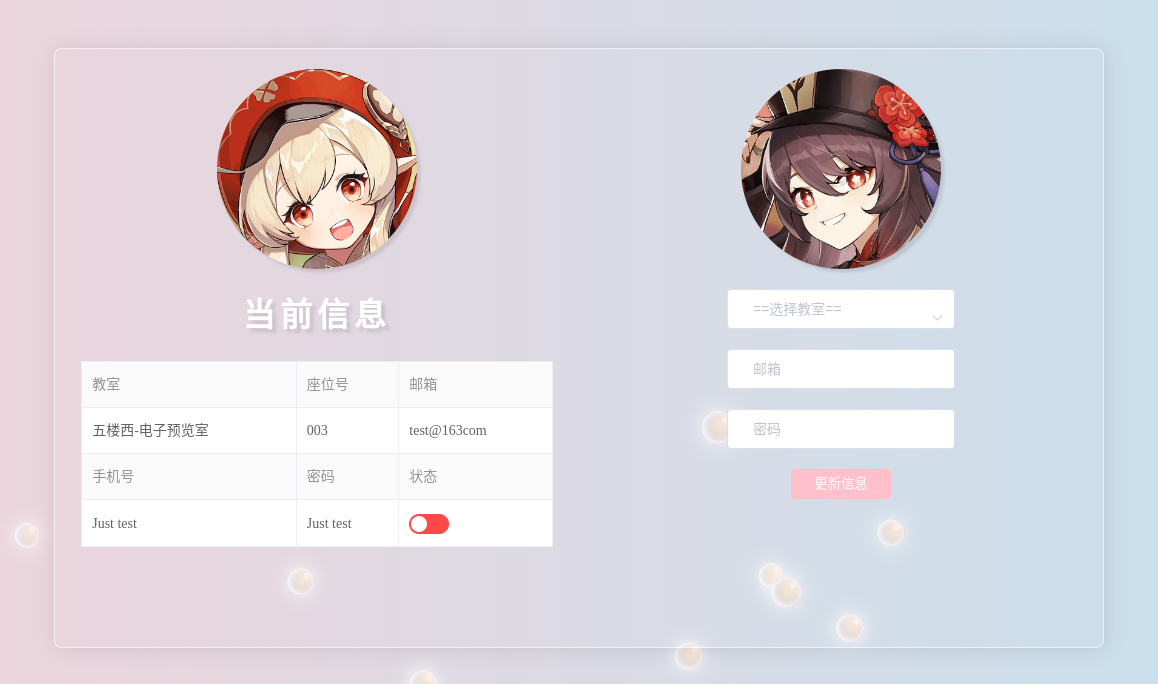 当前信息
教室 座位号 邮箱
五楼西-电子预览室 003 test@163com
手机号 密码 状态
Just test Just test
==选择教室==
邮箱
密码
更新信息